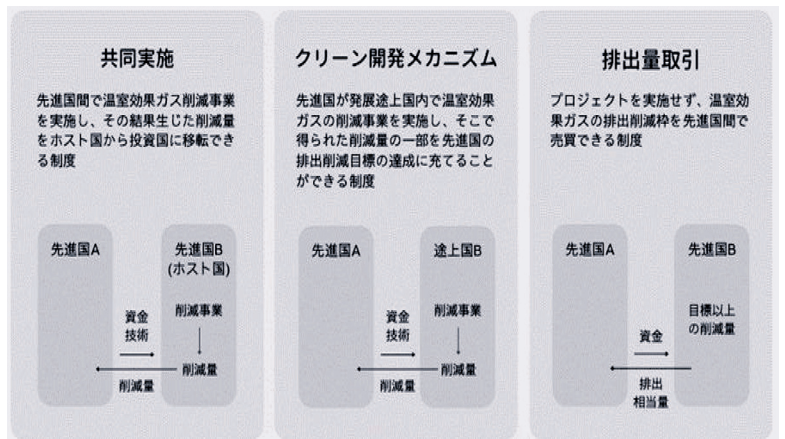 共同実施
先進国間で温室効果ガス削減事業
を実施し、その結果生じた削減量
をホスト国から投資国に移転でき
る制度
先進国A
先進国B
(ホスト国)
資金
技術
削減事業
削減量
削減量
クリーン開発メカニズム
先進国が発展途上国内で温室効果
ガスの削減事業を実施し、そこで
得られた削減量の一部を先進国の
排出削減目標の達成に充てること
ができる制度
先進国A
途上国B
資金
技術
削減事業
削減量
削減量
排出量取引
プロジェクトを実施せず、温室効
果ガスの排出削減枠を先進国間で
売買できる制度
先進国A
先進国B
目標以上
の削減量
資金
排出
相当量